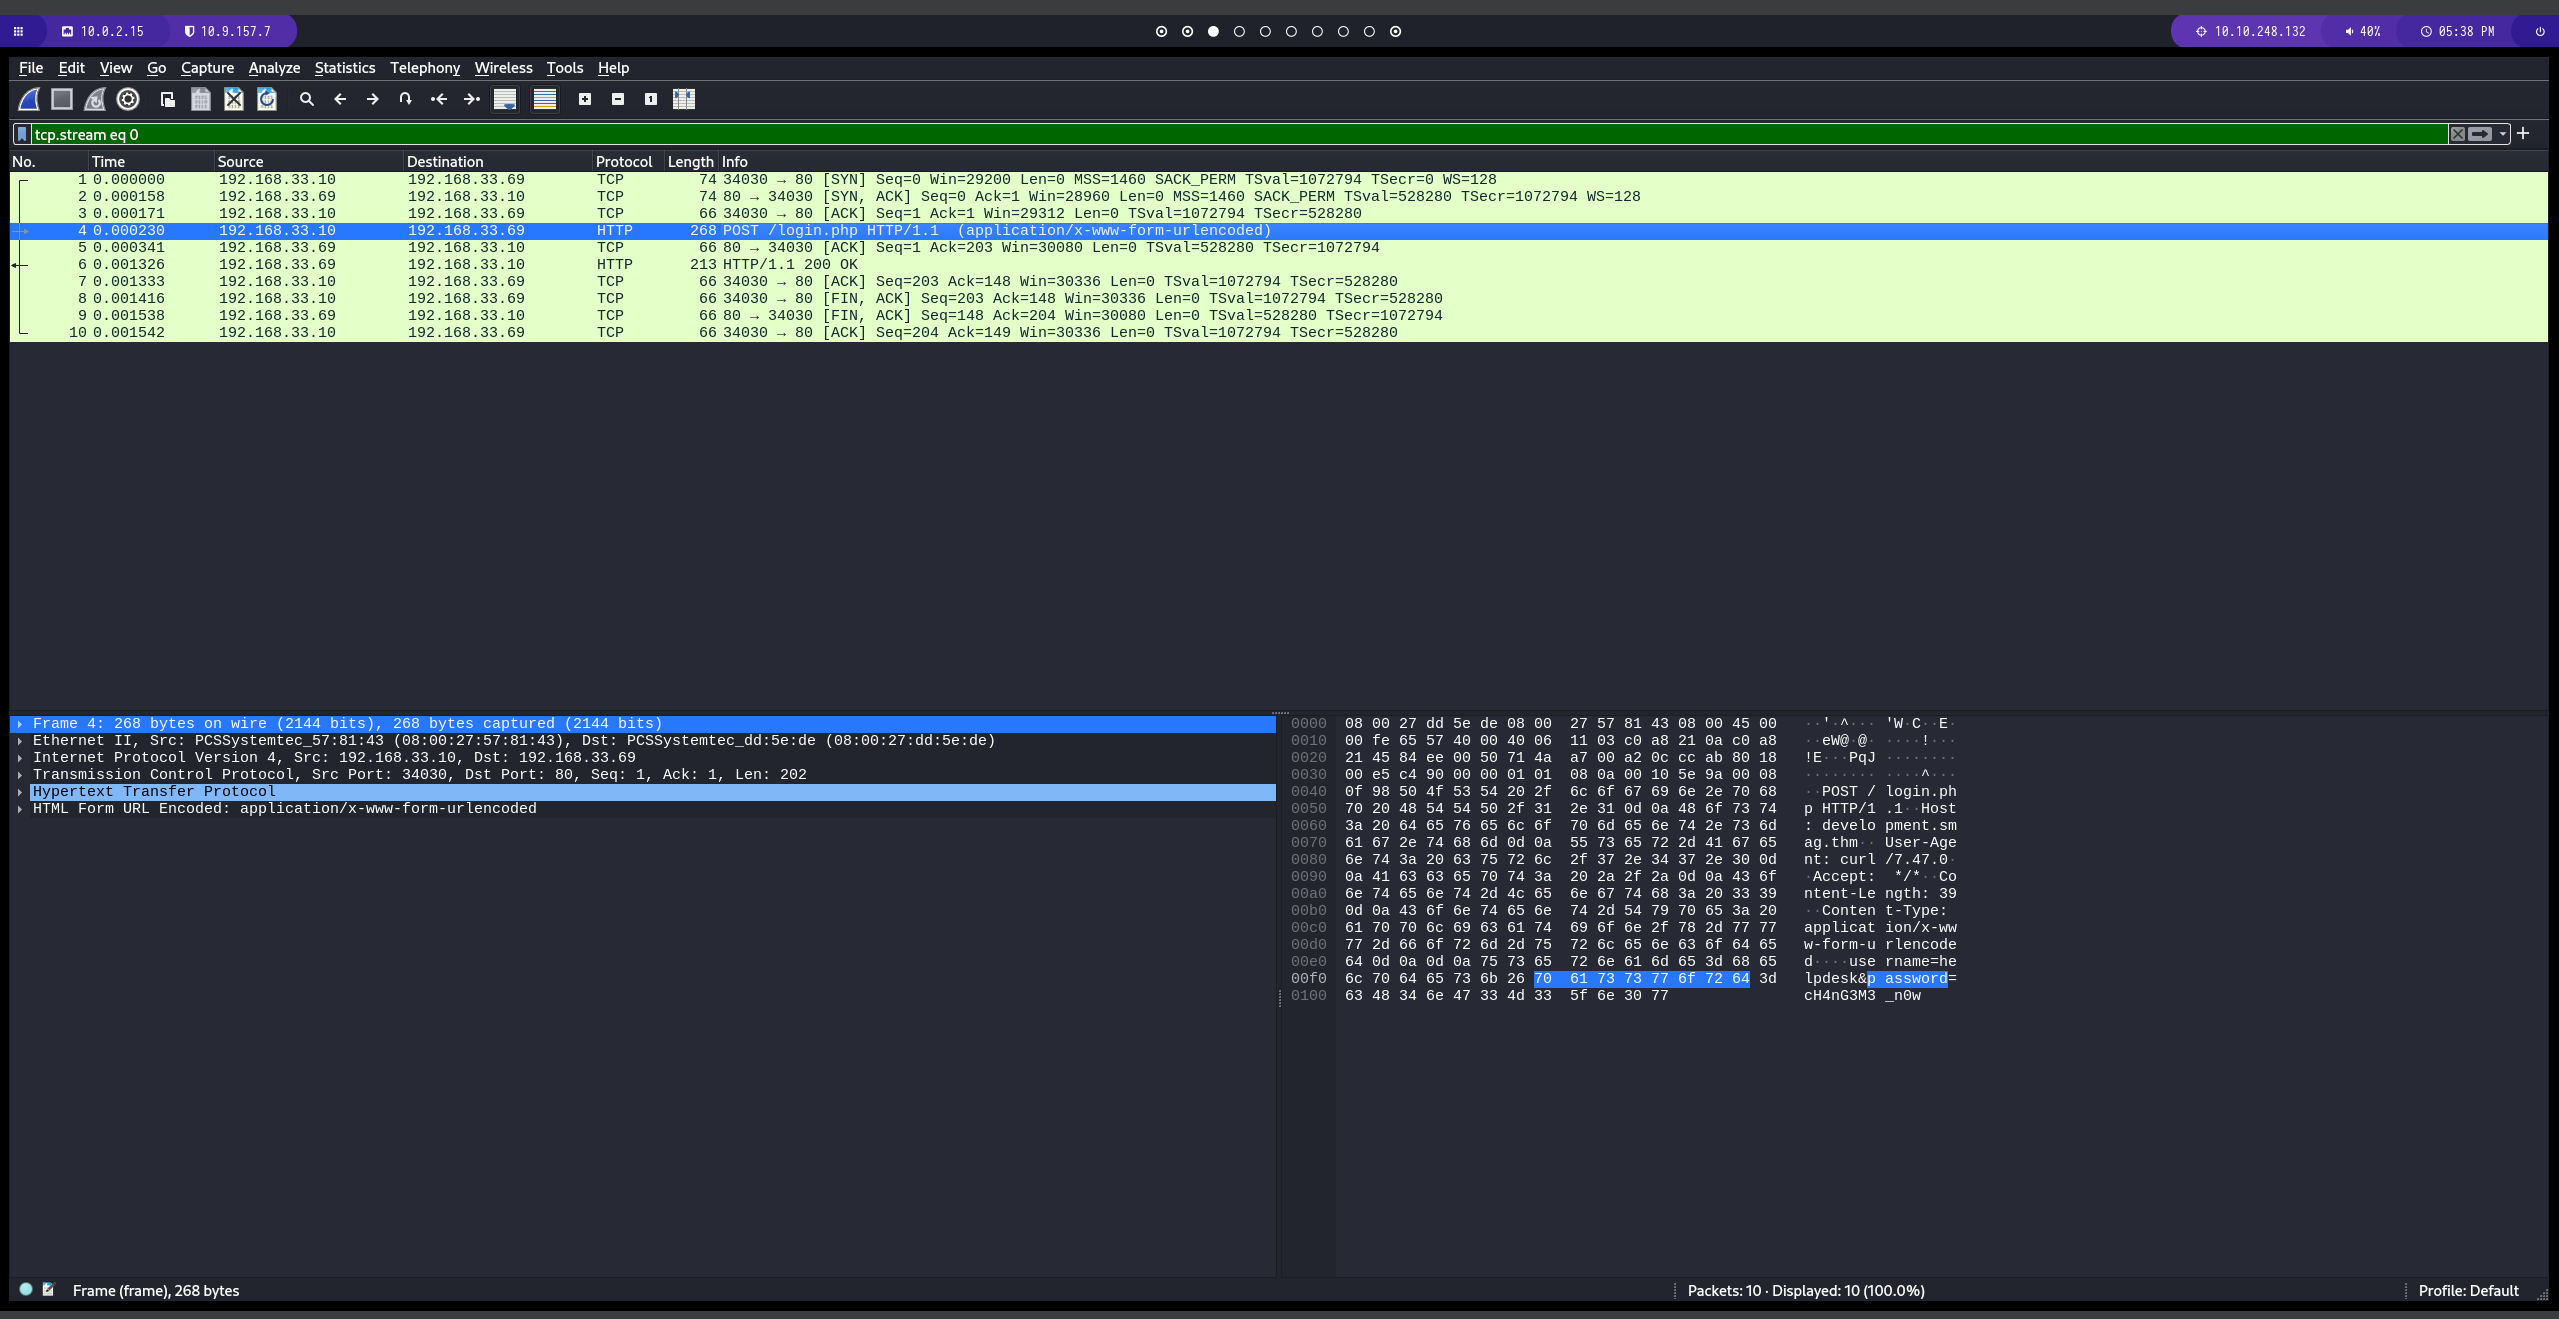 10.0.2.15 10.9.157.7 10.10.248.132 40% 05:38 PM
File Edit View Go Capture Analyze Statistics Telephony Wireless Tools Help
tcp.stream eq 0
No. Time Source Destination Protocol Length Info
1 0.000000 192.168.33.10 192.168.33.69 TCP 74 34030 → 80 [SYN] Seq=0 Win=29200 Len=0 MSS=1460 SACK_PERM TSval=1072794 TSecr=0 WS=128
2 0.000158 192.168.33.69 192.168.33.10 TCP 74 80 → 34030 [SYN, ACK] Seq=0 Ack=1 Win=28960 Len=0 MSS=1460 SACK_PERM TSval=528280 TSecr=1072794 WS=128
3 0.000171 192.168.33.10 192.168.33.69 TCP 66 34030 → 80 [ACK] Seq=1 Ack=1 Win=29312 Len=0 TSval=1072794 TSecr=528280
4 0.000230 192.168.33.10 192.168.33.69 HTTP 268 POST /login.php HTTP/1.1  (application/x-www-form-urlencoded)
5 0.000341 192.168.33.69 192.168.33.10 TCP 66 80 → 34030 [ACK] Seq=1 Ack=203 Win=30080 Len=0 TSval=528280 TSecr=1072794
6 0.001326 192.168.33.69 192.168.33.10 HTTP 213 HTTP/1.1 200 OK
7 0.001333 192.168.33.10 192.168.33.69 TCP 66 34030 → 80 [ACK] Seq=203 Ack=148 Win=30336 Len=0 TSval=1072794 TSecr=528280
8 0.001416 192.168.33.10 192.168.33.69 TCP 66 34030 → 80 [FIN, ACK] Seq=203 Ack=148 Win=30336 Len=0 TSval=1072794 TSecr=528280
9 0.001538 192.168.33.69 192.168.33.10 TCP 66 80 → 34030 [FIN, ACK] Seq=148 Ack=204 Win=30080 Len=0 TSval=528280 TSecr=1072794
10 0.001542 192.168.33.10 192.168.33.69 TCP 66 34030 → 80 [ACK] Seq=204 Ack=149 Win=30336 Len=0 TSval=1072794 TSecr=528280
Frame 4: 268 bytes on wire (2144 bits), 268 bytes captured (2144 bits)
Ethernet II, Src: PCSSystemtec_57:81:43 (08:00:27:57:81:43), Dst: PCSSystemtec_dd:5e:de (08:00:27:dd:5e:de)
Internet Protocol Version 4, Src: 192.168.33.10, Dst: 192.168.33.69
Transmission Control Protocol, Src Port: 34030, Dst Port: 80, Seq: 1, Ack: 1, Len: 202
Hypertext Transfer Protocol
HTML Form URL Encoded: application/x-www-form-urlencoded
0000 08 00 27 dd 5e de 08 00 27 57 81 43 08 00 45 00 ··'·^··· 'W·C··E·
0010 00 fe 65 57 40 00 40 06 11 03 c0 a8 21 0a c0 a8 ··eW@·@· ····!···
0020 21 45 84 ee 00 50 71 4a a7 00 a2 0c cc ab 80 18 !E···PqJ ········
0030 00 e5 c4 90 00 00 01 01 08 0a 00 10 5e 9a 00 08 ········ ····^···
0040 0f 98 50 4f 53 54 20 2f 6c 6f 67 69 6e 2e 70 68 ··POST / login.ph
0050 70 20 48 54 54 50 2f 31 2e 31 0d 0a 48 6f 73 74 p HTTP/1 .1··Host
0060 3a 20 64 65 76 65 6c 6f 70 6d 65 6e 74 2e 73 6d : develo pment.sm
0070 61 67 2e 74 68 6d 0d 0a 55 73 65 72 2d 41 67 65 ag.thm·· User-Age
0080 6e 74 3a 20 63 75 72 6c 2f 37 2e 34 37 2e 30 0d nt: curl /7.47.0·
0090 0a 41 63 63 65 70 74 3a 20 2a 2f 2a 0d 0a 43 6f ·Accept:  */*··Co
00a0 6e 74 65 6e 74 2d 4c 65 6e 67 74 68 3a 20 33 39 ntent-Le ngth: 39
00b0 0d 0a 43 6f 6e 74 65 6e 74 2d 54 79 70 65 3a 20 ··Conten t-Type:
00c0 61 70 70 6c 69 63 61 74 69 6f 6e 2f 78 2d 77 77 applicat ion/x-ww
00d0 77 2d 66 6f 72 6d 2d 75 72 6c 65 6e 63 6f 64 65 w-form-u rlencode
00e0 64 0d 0a 0d 0a 75 73 65 72 6e 61 6d 65 3d 68 65 d····use rname=he
00f0 6c 70 64 65 73 6b 26 70 61 73 73 77 6f 72 64 3d lpdesk&p assword=
0100 63 48 34 6e 47 33 4d 33 5f 6e 30 77 cH4nG3M3 _n0w
Frame (frame), 268 bytes Packets: 10 · Displayed: 10 (100.0%) Profile: Default